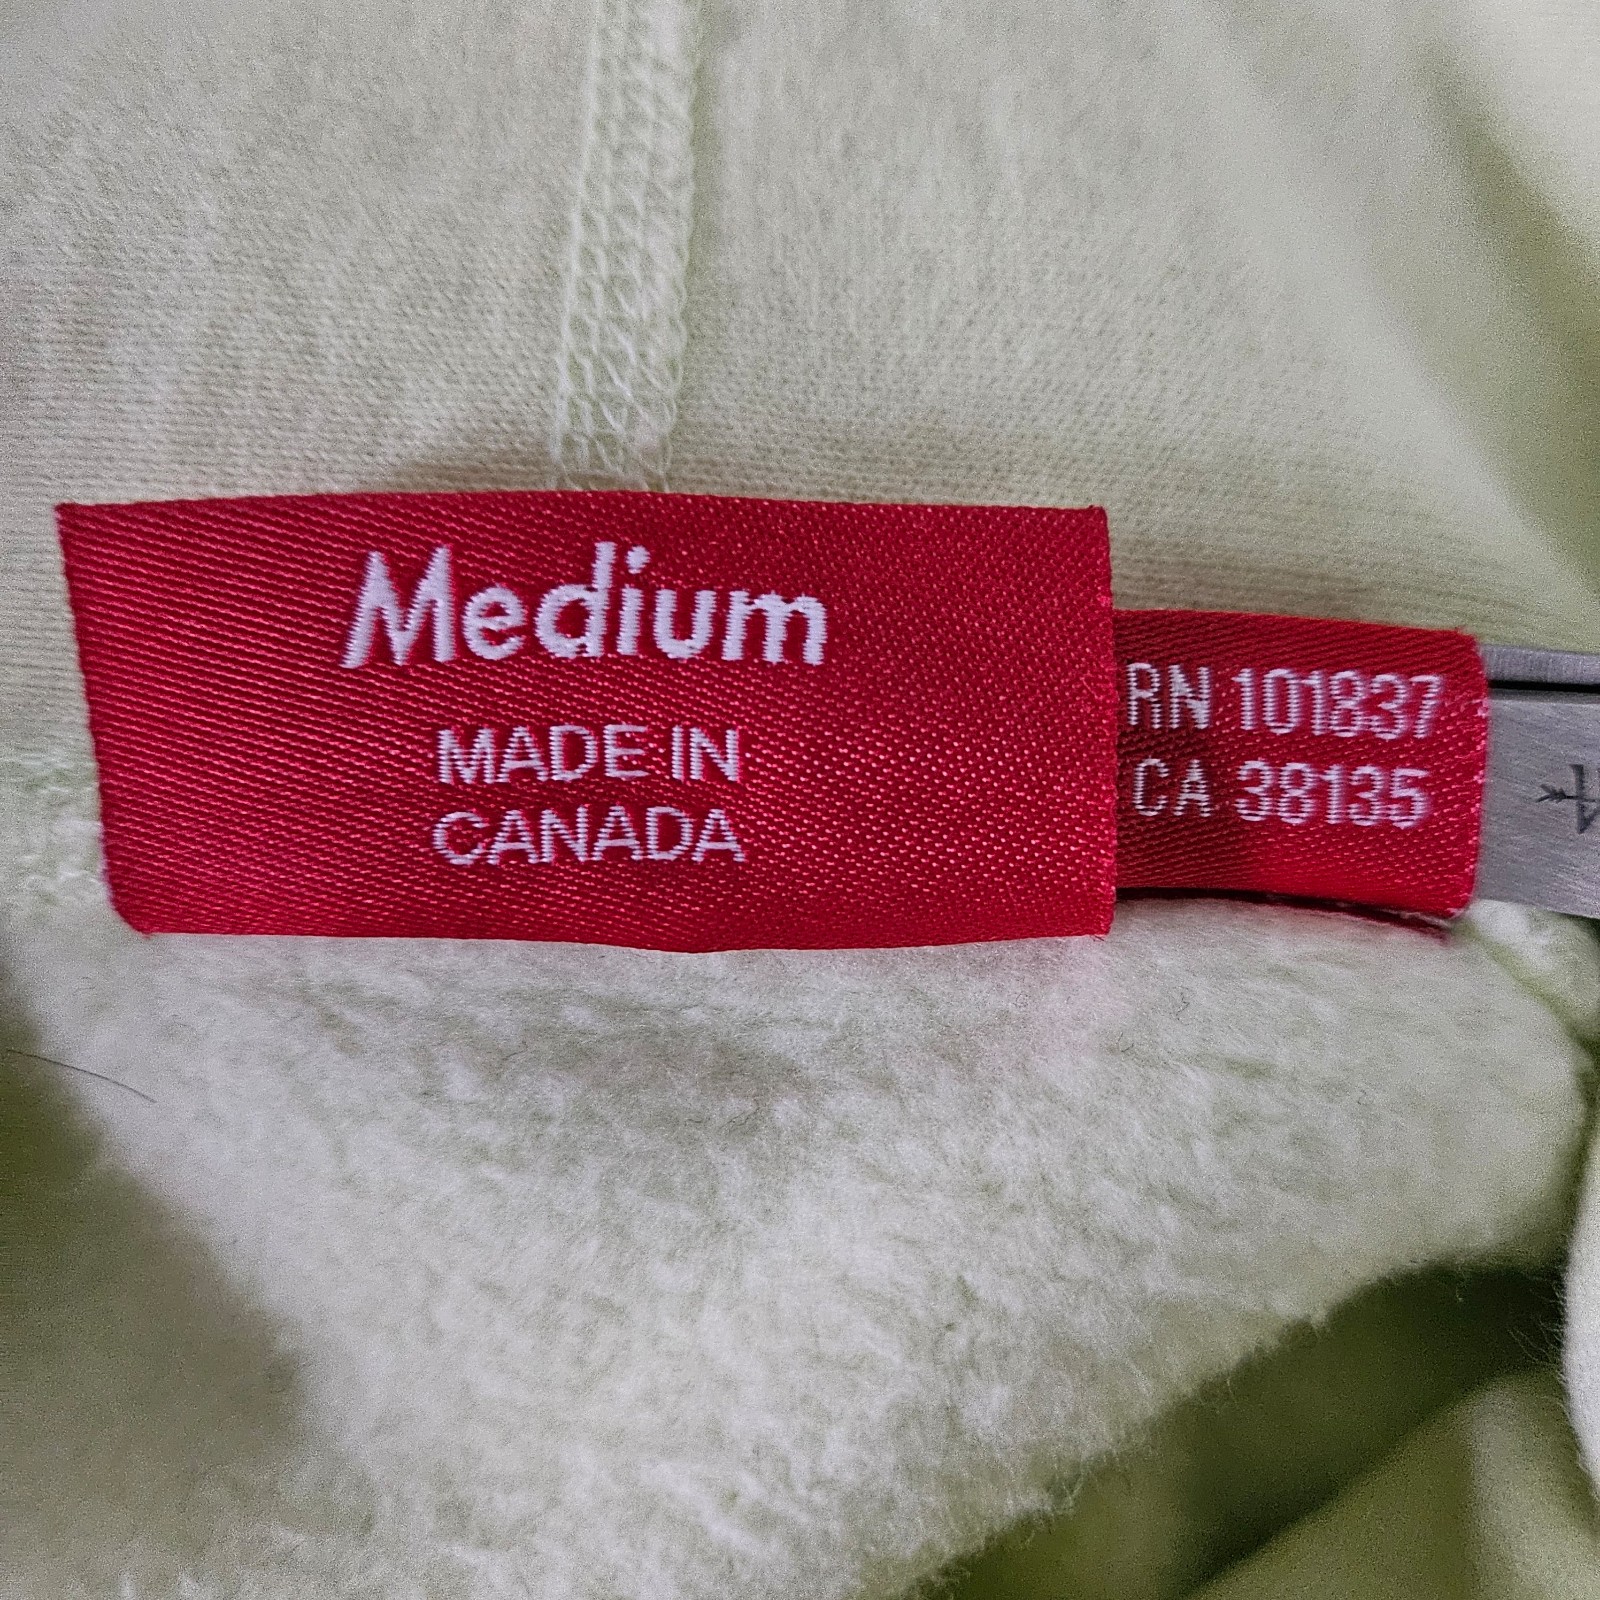 Medium
MADE IN
CANADA
RN 101837
CA 38135